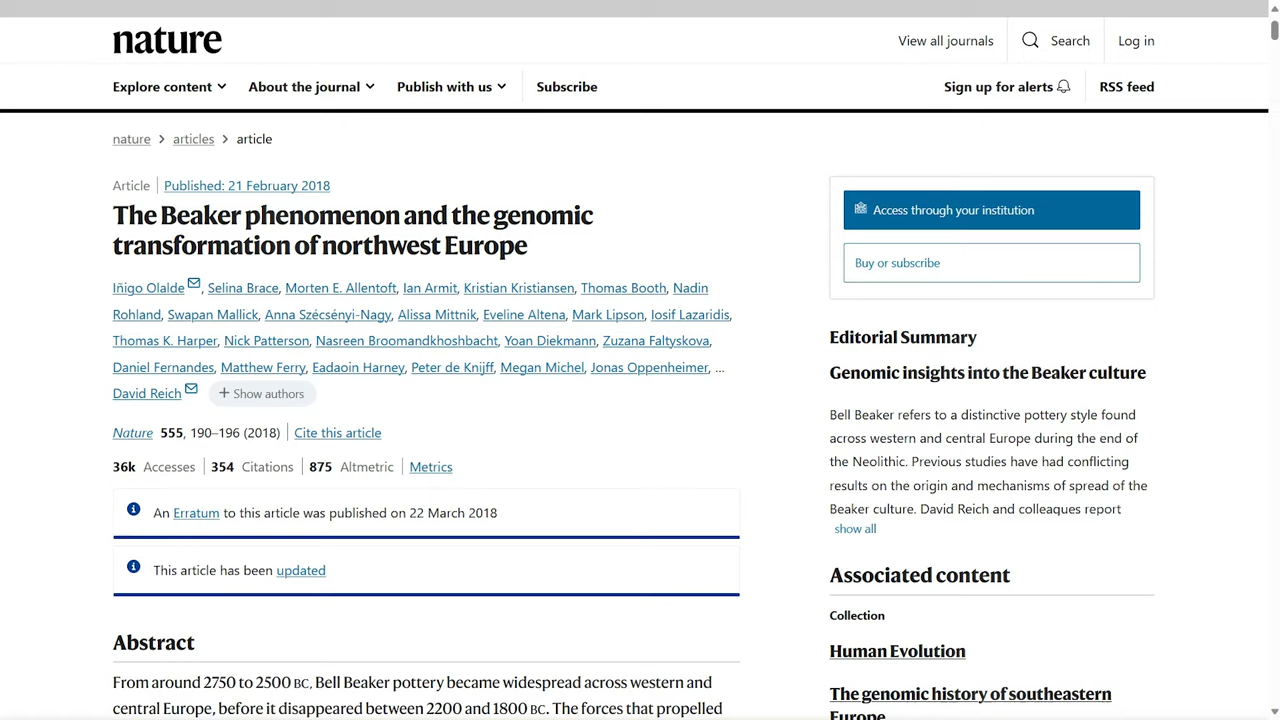 nature
View all journals
Search
Log in
Explore content
About the journal
Publish with us
Subscribe
Sign up for alerts
RSS feed
nature > articles > article
Article | Published: 21 February 2018
The Beaker phenomenon and the genomic
transformation of northwest Europe
Iñigo Olalde, Selina Brace, Morten E. Allentoft, Ian Armit, Kristian Kristiansen, Thomas Booth, Nadin
Rohland, Swapan Mallick, Anna Szécsényi-Nagy, Alissa Mittnik, Eveline Altena, Mark Lipson, Iosif Lazaridis,
Thomas K. Harper, Nick Patterson, Nasreen Broomandkhoshbacht, Yoan Diekmann, Zuzana Faltyskova,
Daniel Fernandes, Matthew Ferry, Eadaoin Harney, Peter de Knijff, Megan Michel, Jonas Oppenheimer, ...
David Reich + Show authors
Nature 555, 190–196 (2018) | Cite this article
36k Accesses | 354 Citations | 875 Altmetric | Metrics
An Erratum to this article was published on 22 March 2018
This article has been updated
Abstract
From around 2750 to 2500 BC, Bell Beaker pottery became widespread across western and
central Europe, before it disappeared between 2200 and 1800 BC. The forces that propelled
Access through your institution
Buy or subscribe
Editorial Summary
Genomic insights into the Beaker culture
Bell Beaker refers to a distinctive pottery style found
across western and central Europe during the end of
the Neolithic. Previous studies have had conflicting
results on the origin and mechanisms of spread of the
Beaker culture. David Reich and colleagues report
show all
Associated content
Collection
Human Evolution
The genomic history of southeastern
Europe